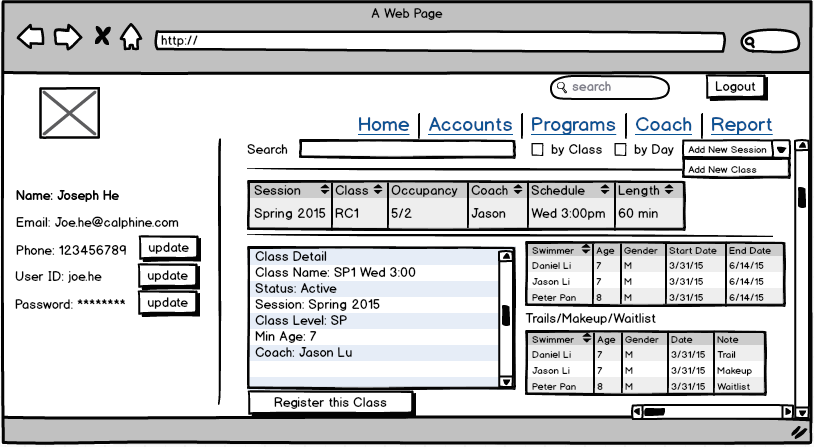 A Web Page
http://
search
Logout
Home Accounts Programs Coach Report
Search by Class by Day Add New Session
Add New Class
Name: Joseph He
Email: Joe.he@calphine.com
Phone: 123456789 update
User ID: joe.he update
Password: ******** update
Session Class Occupancy Coach Schedule Length
Spring 2015 RC1 5/2 Jason Wed 3:00pm 60 min
Class Detail
Class Name: SP1 Wed 3:00
Status: Active
Session: Spring 2015
Class Level: SP
Min Age: 7
Coach: Jason Lu
Register this Class
Swimmer Age Gender Start Date End Date
Daniel Li 7 M 3/31/15 6/14/15
Jason Li 7 M 3/31/15 6/14/15
Peter Pan 8 M 3/31/15 6/14/15
Trails/Makeup/Waitlist
Swimmer Age Gender Date Note
Daniel Li 7 M 3/31/15 Trail
Jason Li 7 M 3/31/15 Makeup
Peter Pan 8 M 3/31/15 Waitlist